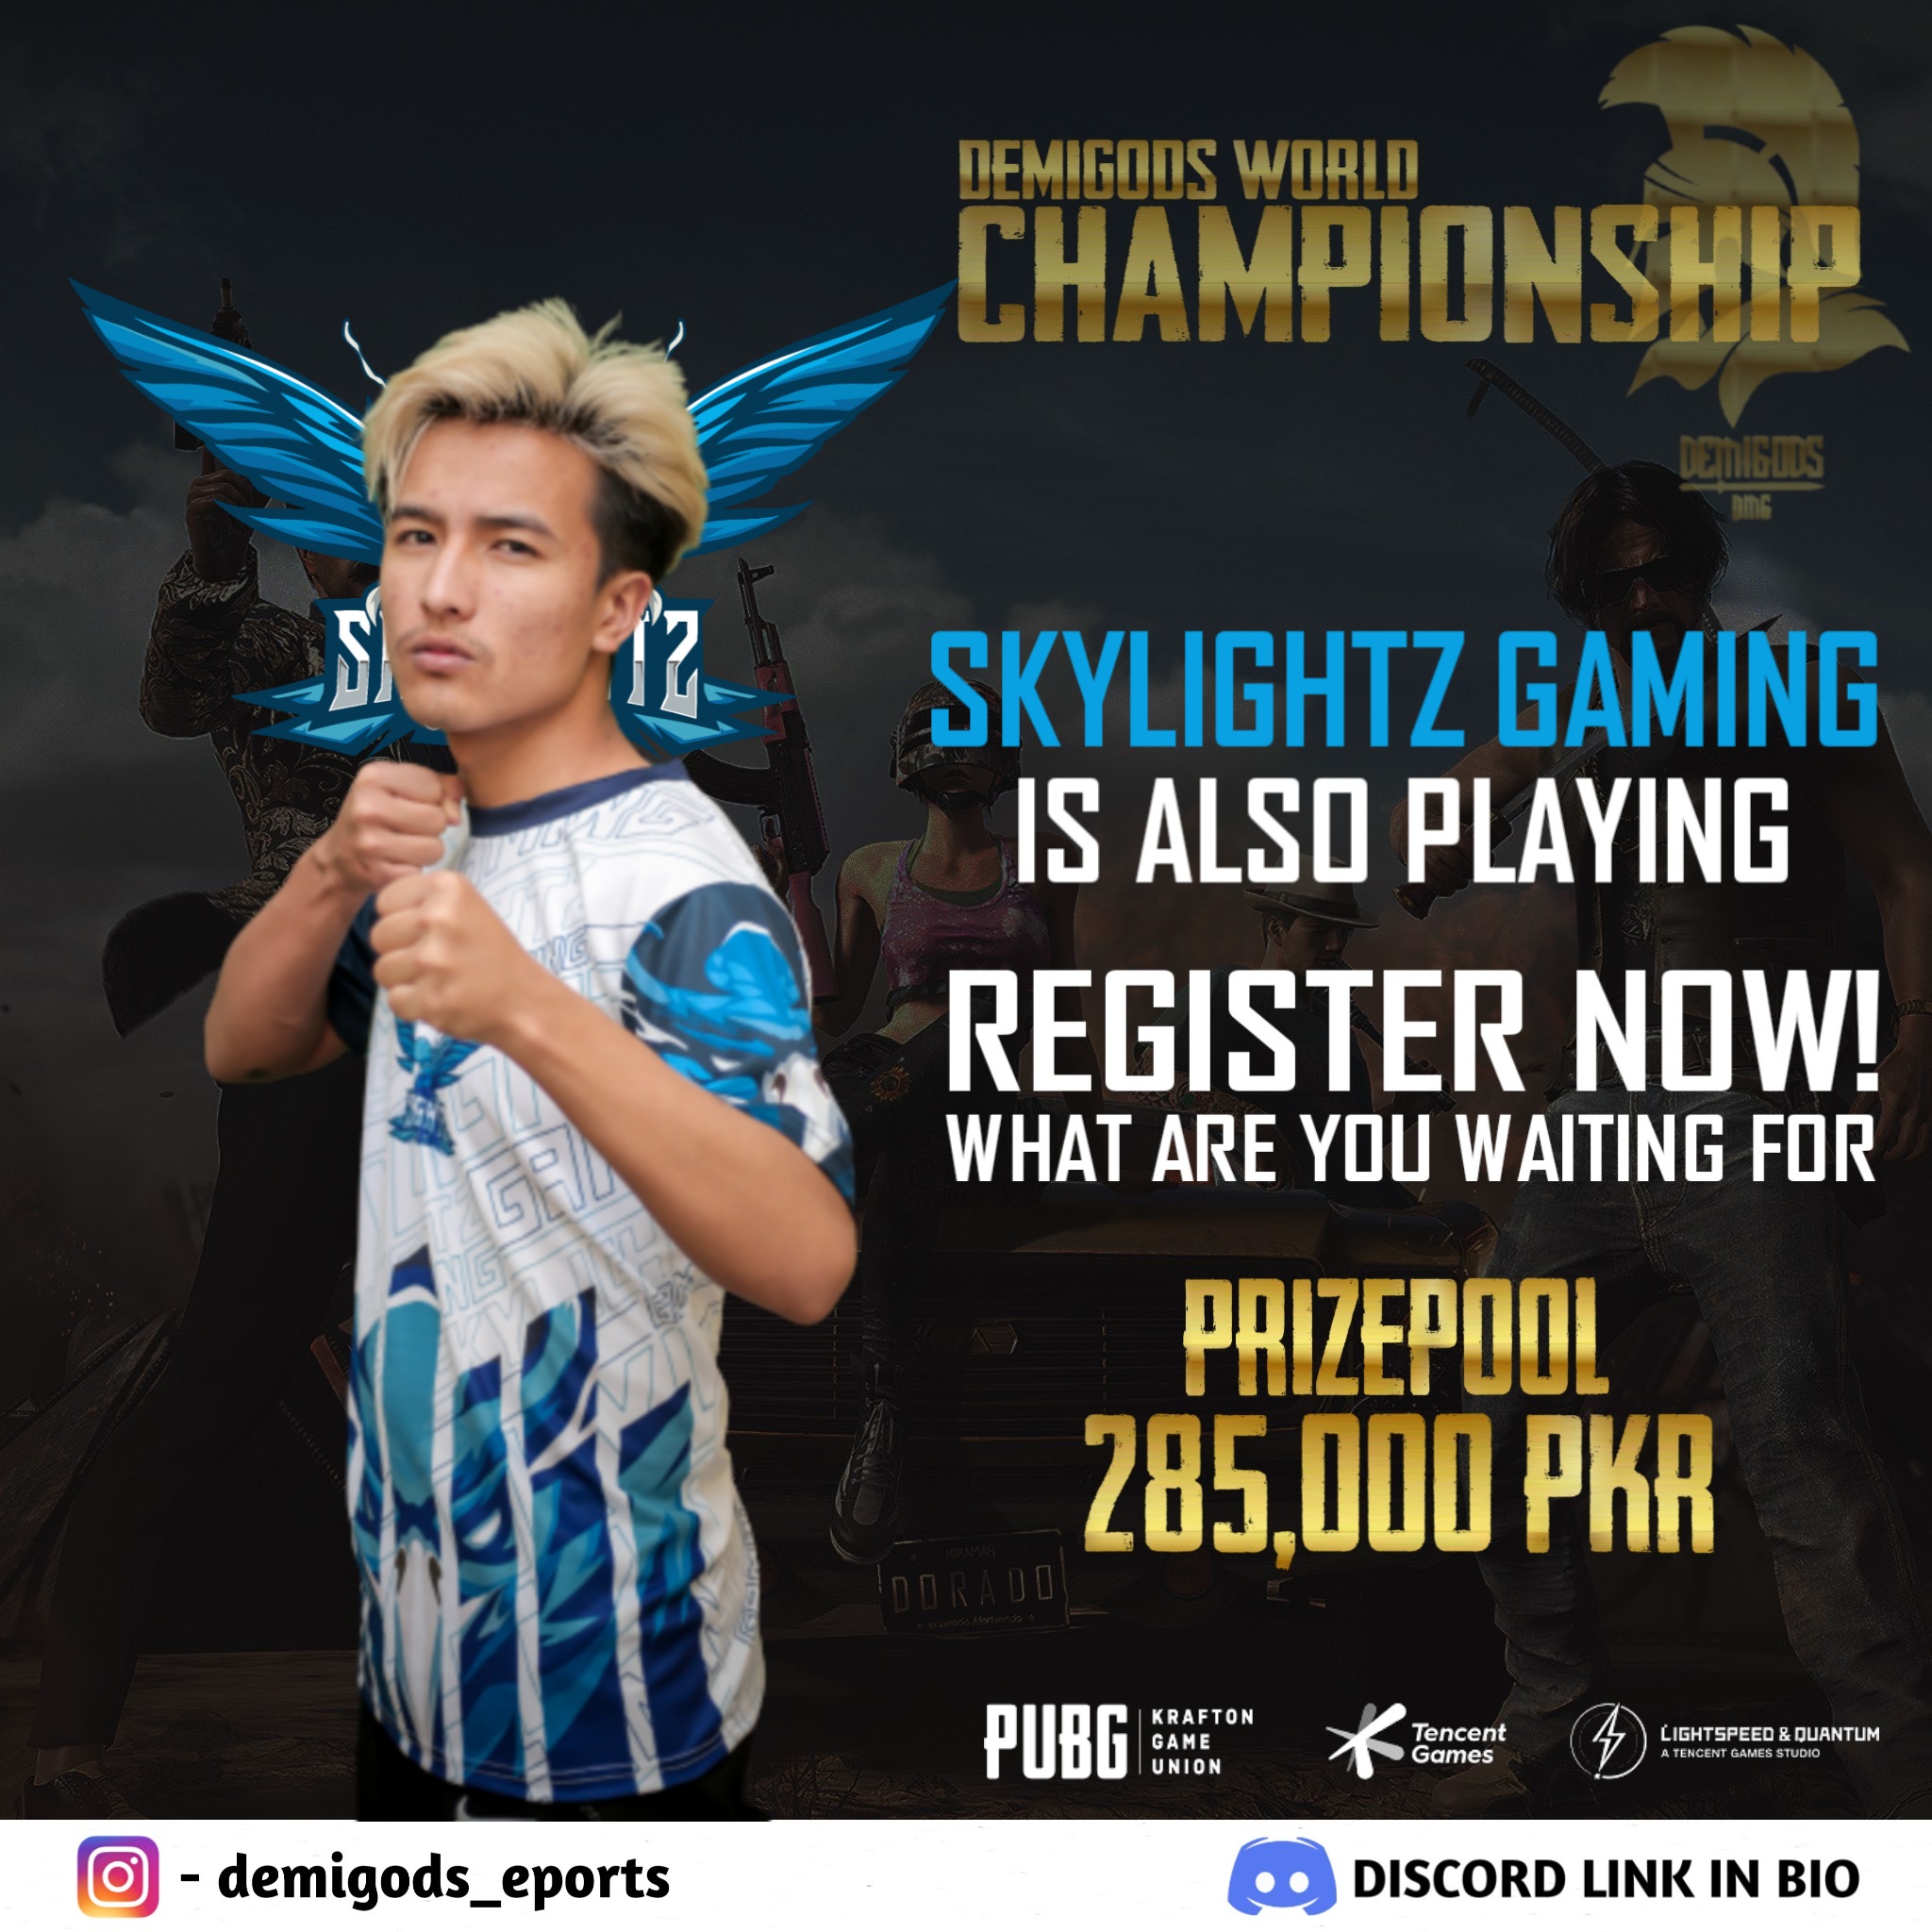 DEMIGODS WORLD
CHAMPIONSHIP
DEMIGODS
DMG
SKYLIGHTZ GAMING
IS ALSO PLAYING
REGISTER NOW!
WHAT ARE YOU WAITING FOR
PRIZEPOOL
285,000 PKR
DORADO
PUBG
KRAFTON
GAME
UNION
Tencent
Games
LIGHTSPEED & QUANTUM
A TENCENT GAMES STUDIO
- demigods_eports
DISCORD LINK IN BIO